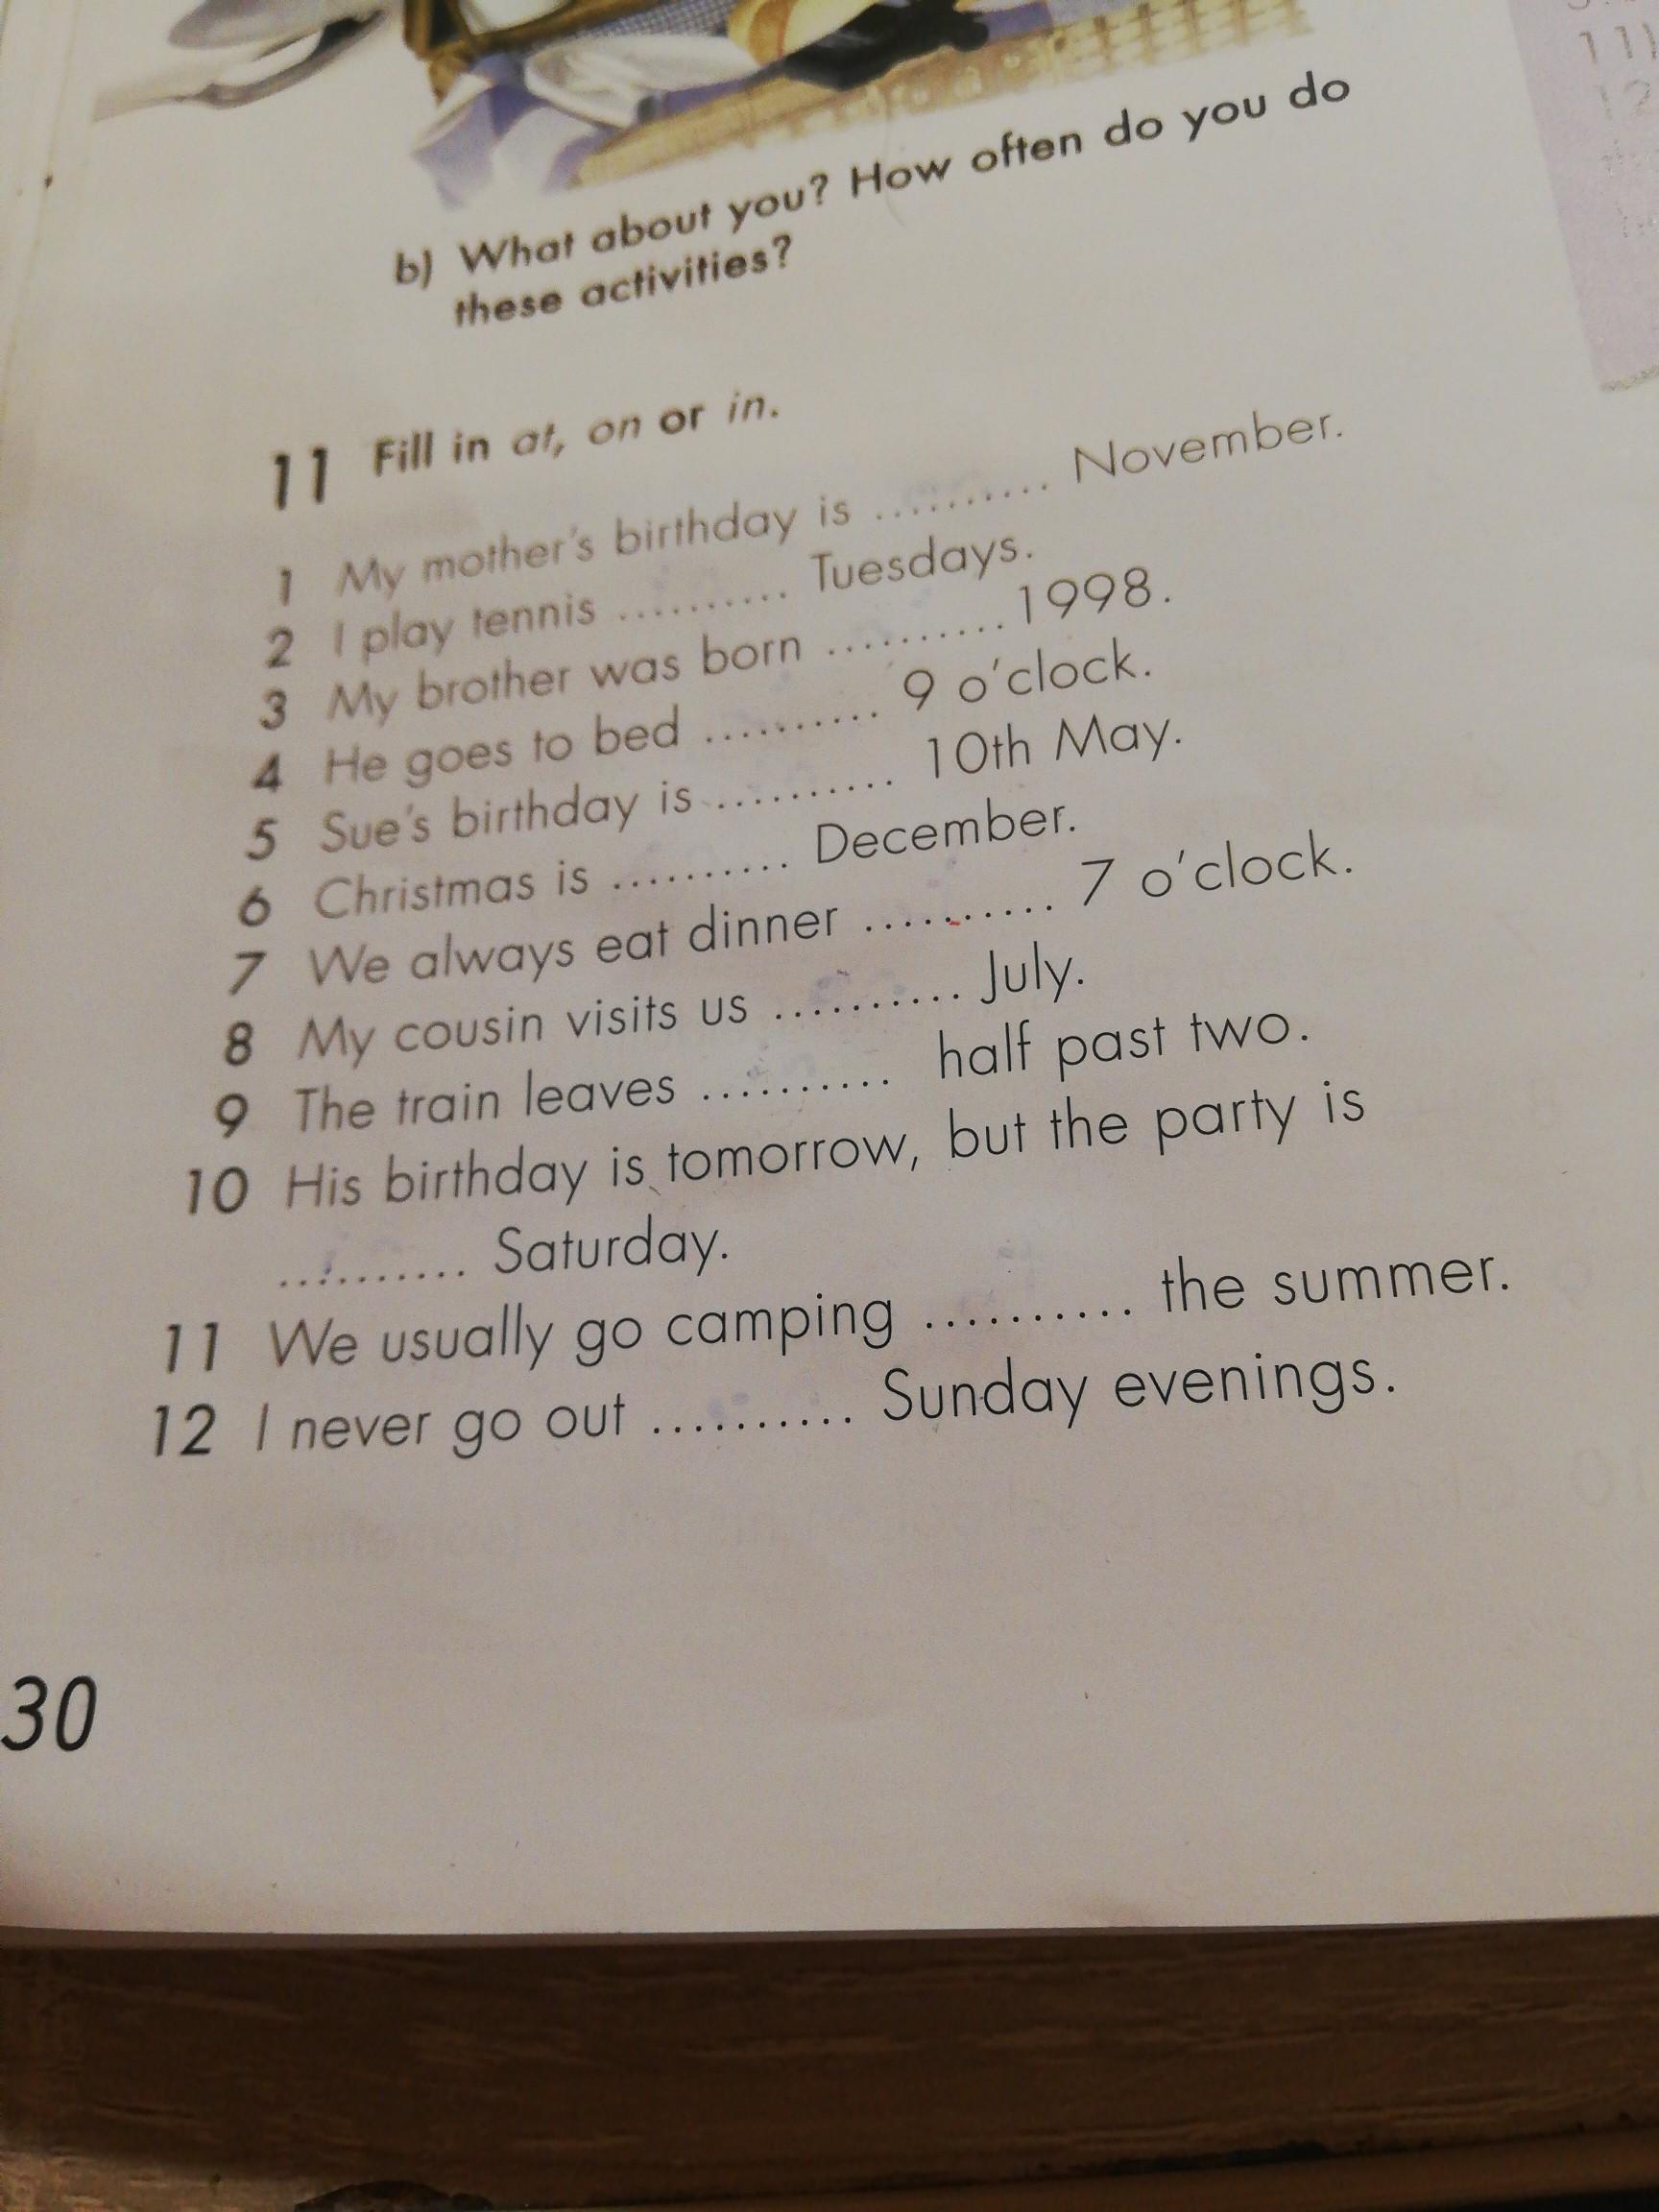 b) What about you? How often do you do
these activities?
11 Fill in at, on or in.
1 My mother's birthday is .......... November.
2 I play tennis .......... Tuesdays.
3 My brother was born .......... 1998.
4 He goes to bed .......... 9 o'clock.
5 Sue's birthday is .......... 10th May.
6 Christmas is .......... December.
7 We always eat dinner .......... 7 o'clock.
8 My cousin visits us .......... July.
9 The train leaves .......... half past two.
10 His birthday is tomorrow, but the party is
.......... Saturday.
11 We usually go camping .......... the summer.
12 I never go out .......... Sunday evenings.
30
11)
12